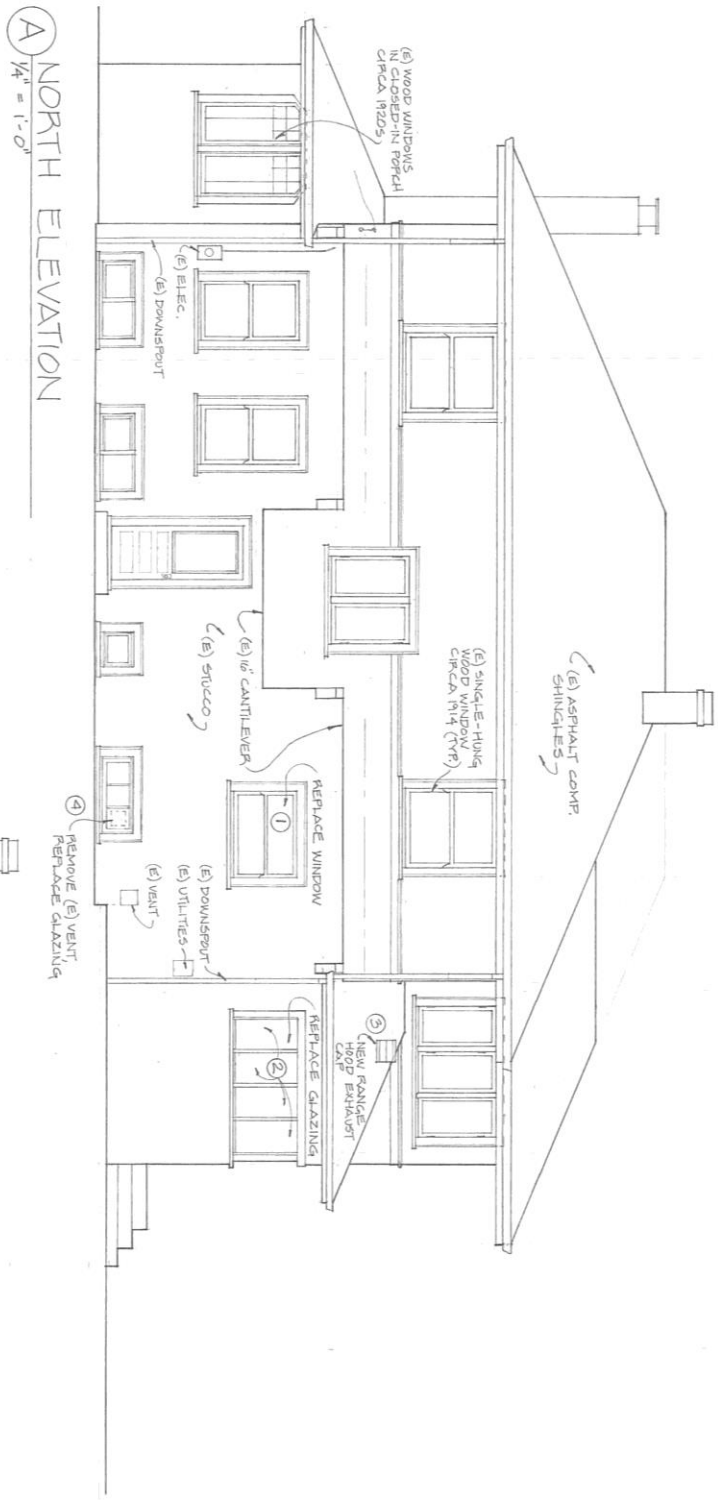 (E) ASPHALT COMP.
SHINGLES
(E) SINGLE-HUNG
WOOD WINDOW
CIRCA 1914 (TYP.)
(E) WOOD WINDOWS
IN CLOSED-IN PORCH
CIRCA 1920S
(E) ELEC.
(E) DOWNSPOUT
(E) 16" CANTILEVER
(E) STUCCO
REPLACE WINDOW
1
(E) DOWNSPOUT
(E) UTILITIES
(E) VENT
4
REMOVE (E) VENT,
REPLACE GLAZING
3
NEW RANGE
HOOD EXHAUST
CAP
REPLACE GLAZING
2
A NORTH ELEVATION
1/4" = 1'-0"